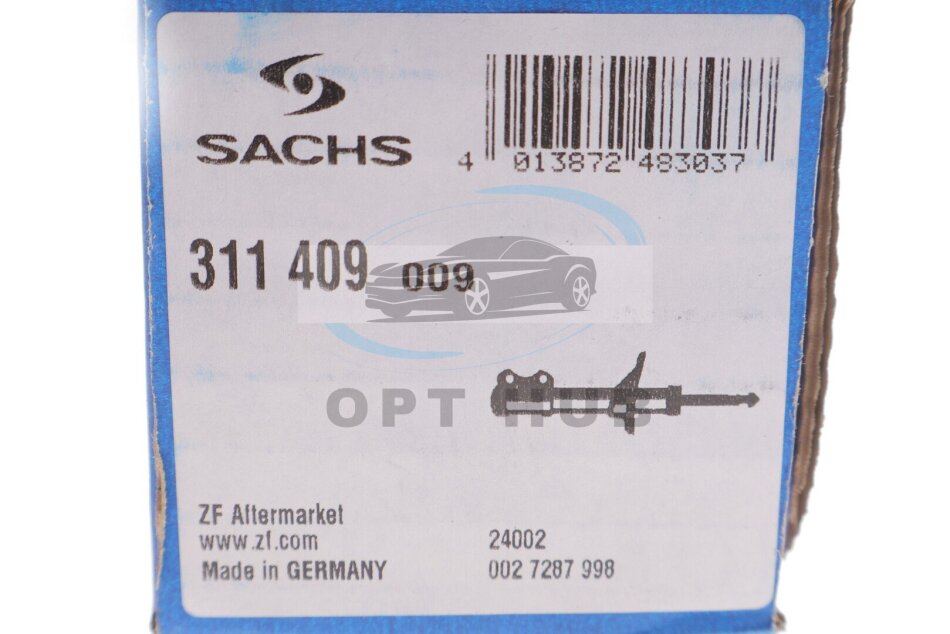 SACHS
4 013872 483037
311 409 009
OPT HUB
ZF Aftermarket
www.zf.com
Made in GERMANY
24002
002 7287 998